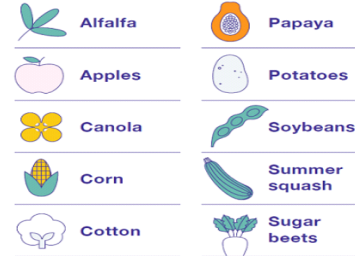 Alfalfa
Papaya
Apples
Potatoes
Canola
Soybeans
Corn
Summer
squash
Cotton
Sugar
beets